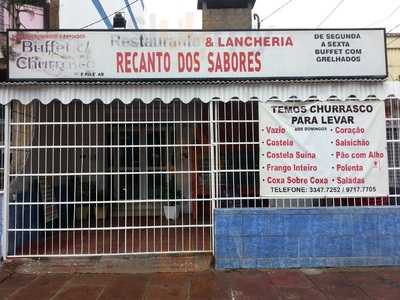 Restaurante & LANCHERIA
Buffet c/
Churrasco
RECANTO DOS SABORES
DE SEGUNDA
A SEXTA
BUFFET COM
GRELHADOS
TEMOS CHURRASCO
PARA LEVAR
AOS DOMINGOS
• Vazio
• Costela
• Costela Suina
• Frango Inteiro
• Coxa Sobre Coxa
• Coração
• Salsichão
• Pão com Alho
• Polenta
• Saladas
TELEFONE: 3347.7252 / 9717.7705